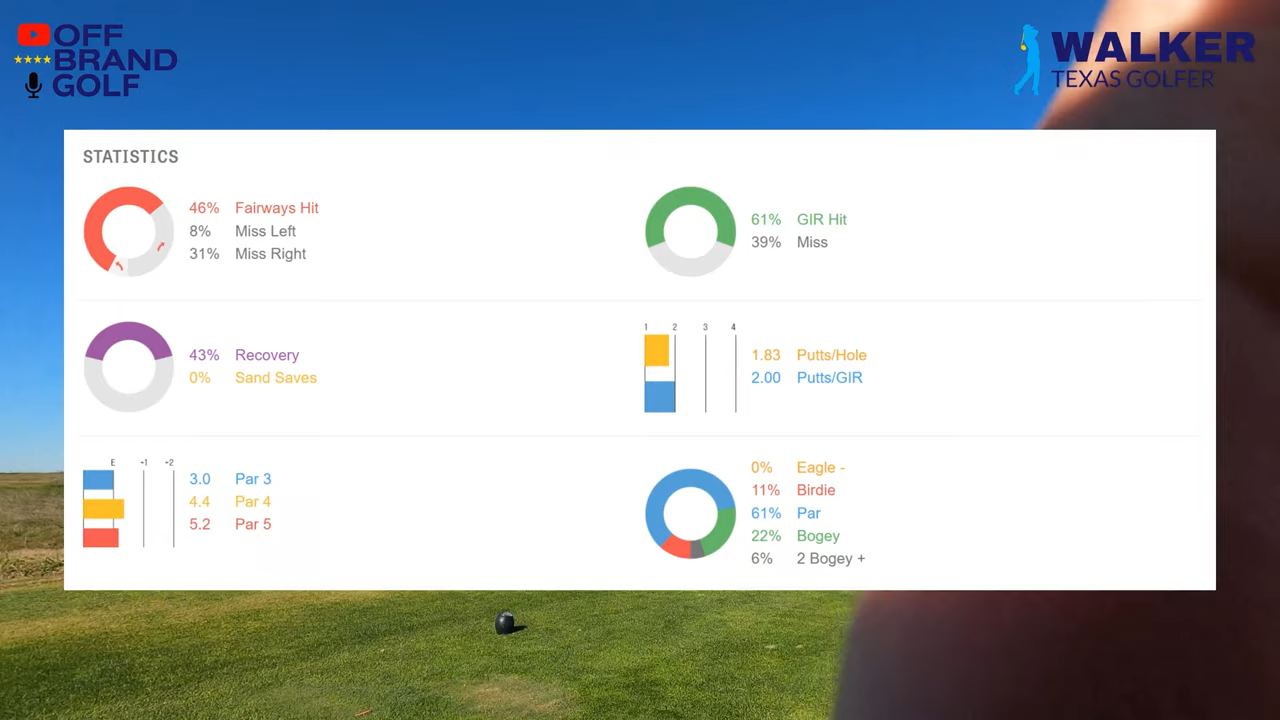 OFF
BRAND
GOLF
WALKER
TEXAS GOLFER
STATISTICS
46% Fairways Hit
8% Miss Left
31% Miss Right
61% GIR Hit
39% Miss
43% Recovery
0% Sand Saves
1 2 3 4
1.83 Putts/Hole
2.00 Putts/GIR
E +1 +2
3.0 Par 3
4.4 Par 4
5.2 Par 5
0% Eagle -
11% Birdie
61% Par
22% Bogey
6% 2 Bogey +